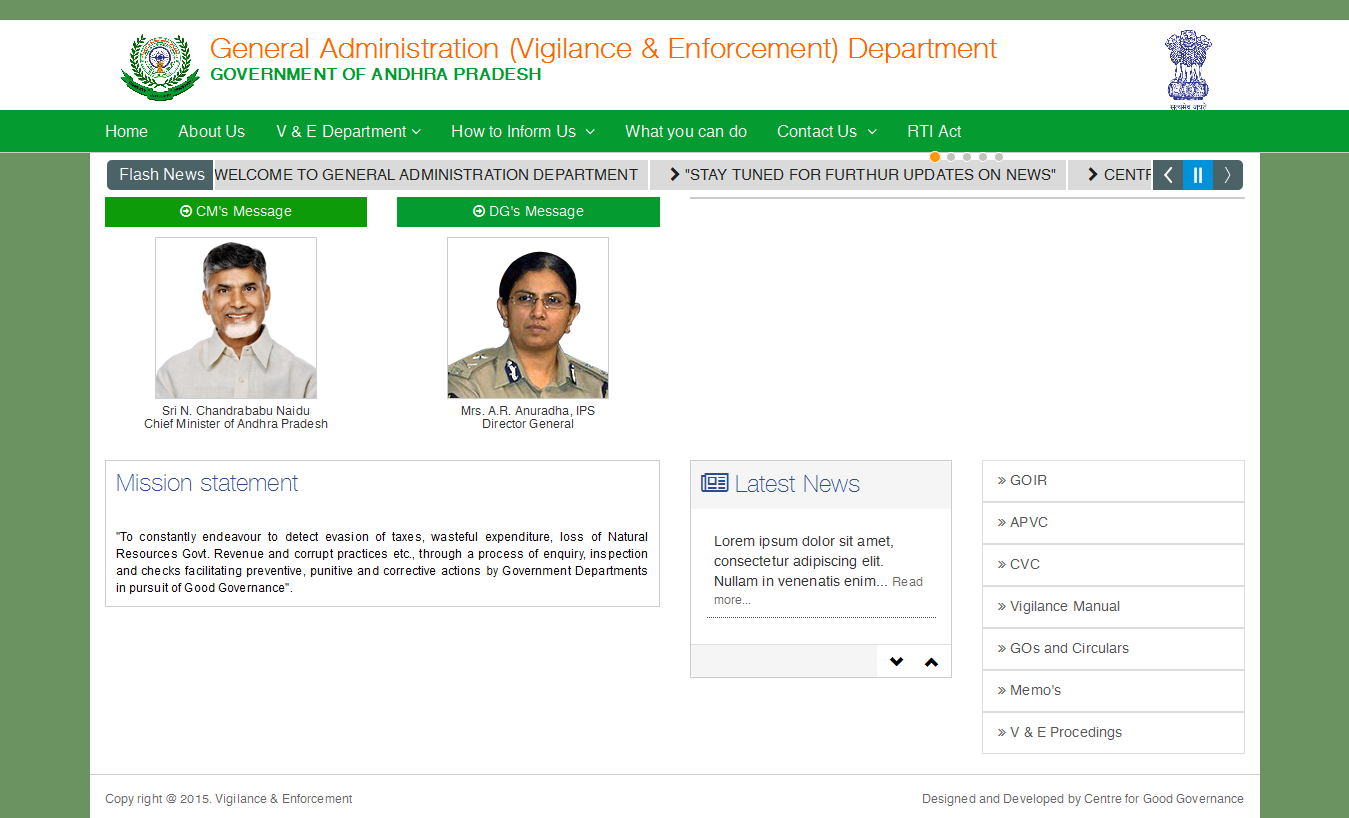 General Administration (Vigilance & Enforcement) Department
GOVERNMENT OF ANDHRA PRADESH
सत्यमेव जयते
Home About Us V & E Department How to Inform Us What you can do Contact Us RTI Act
Flash News WELCOME TO GENERAL ADMINISTRATION DEPARTMENT "STAY TUNED FOR FURTHUR UPDATES ON NEWS" CENTR
CM's Message
DG's Message
Sri N. Chandrababu Naidu
Chief Minister of Andhra Pradesh
Mrs. A.R. Anuradha, IPS
Director General
Mission statement
"To constantly endeavour to detect evasion of taxes, wasteful expenditure, loss of Natural
Resources Govt. Revenue and corrupt practices etc., through a process of enquiry, inspection
and checks facilitating preventive, punitive and corrective actions by Government Departments
in pursuit of Good Governance".
Latest News
Lorem ipsum dolor sit amet,
consectetur adipiscing elit.
Nullam in venenatis enim... Read
more...
» GOIR
» APVC
» CVC
» Vigilance Manual
» GOs and Circulars
» Memo's
» V & E Procedings
Copy right @ 2015. Vigilance & Enforcement
Designed and Developed by Centre for Good Governance